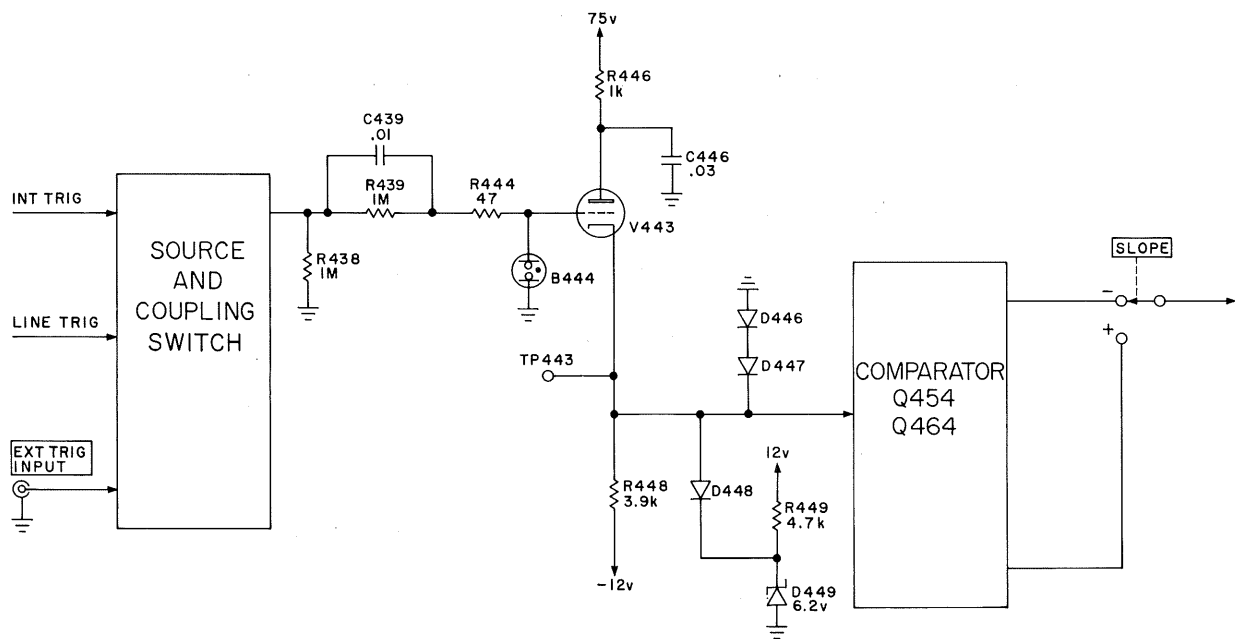 75v
R446
1k
C439
.01
C446
.03
INT TRIG
R439
1M
R444
47
V443
SOURCE
AND
COUPLING
SWITCH
R438
1M
B444
SLOPE
-
+
LINE TRIG
D446
TP443
D447
COMPARATOR
Q454
Q464
EXT TRIG
INPUT
12v
R448
3.9k
D448
R449
4.7k
-12v
D449
6.2v